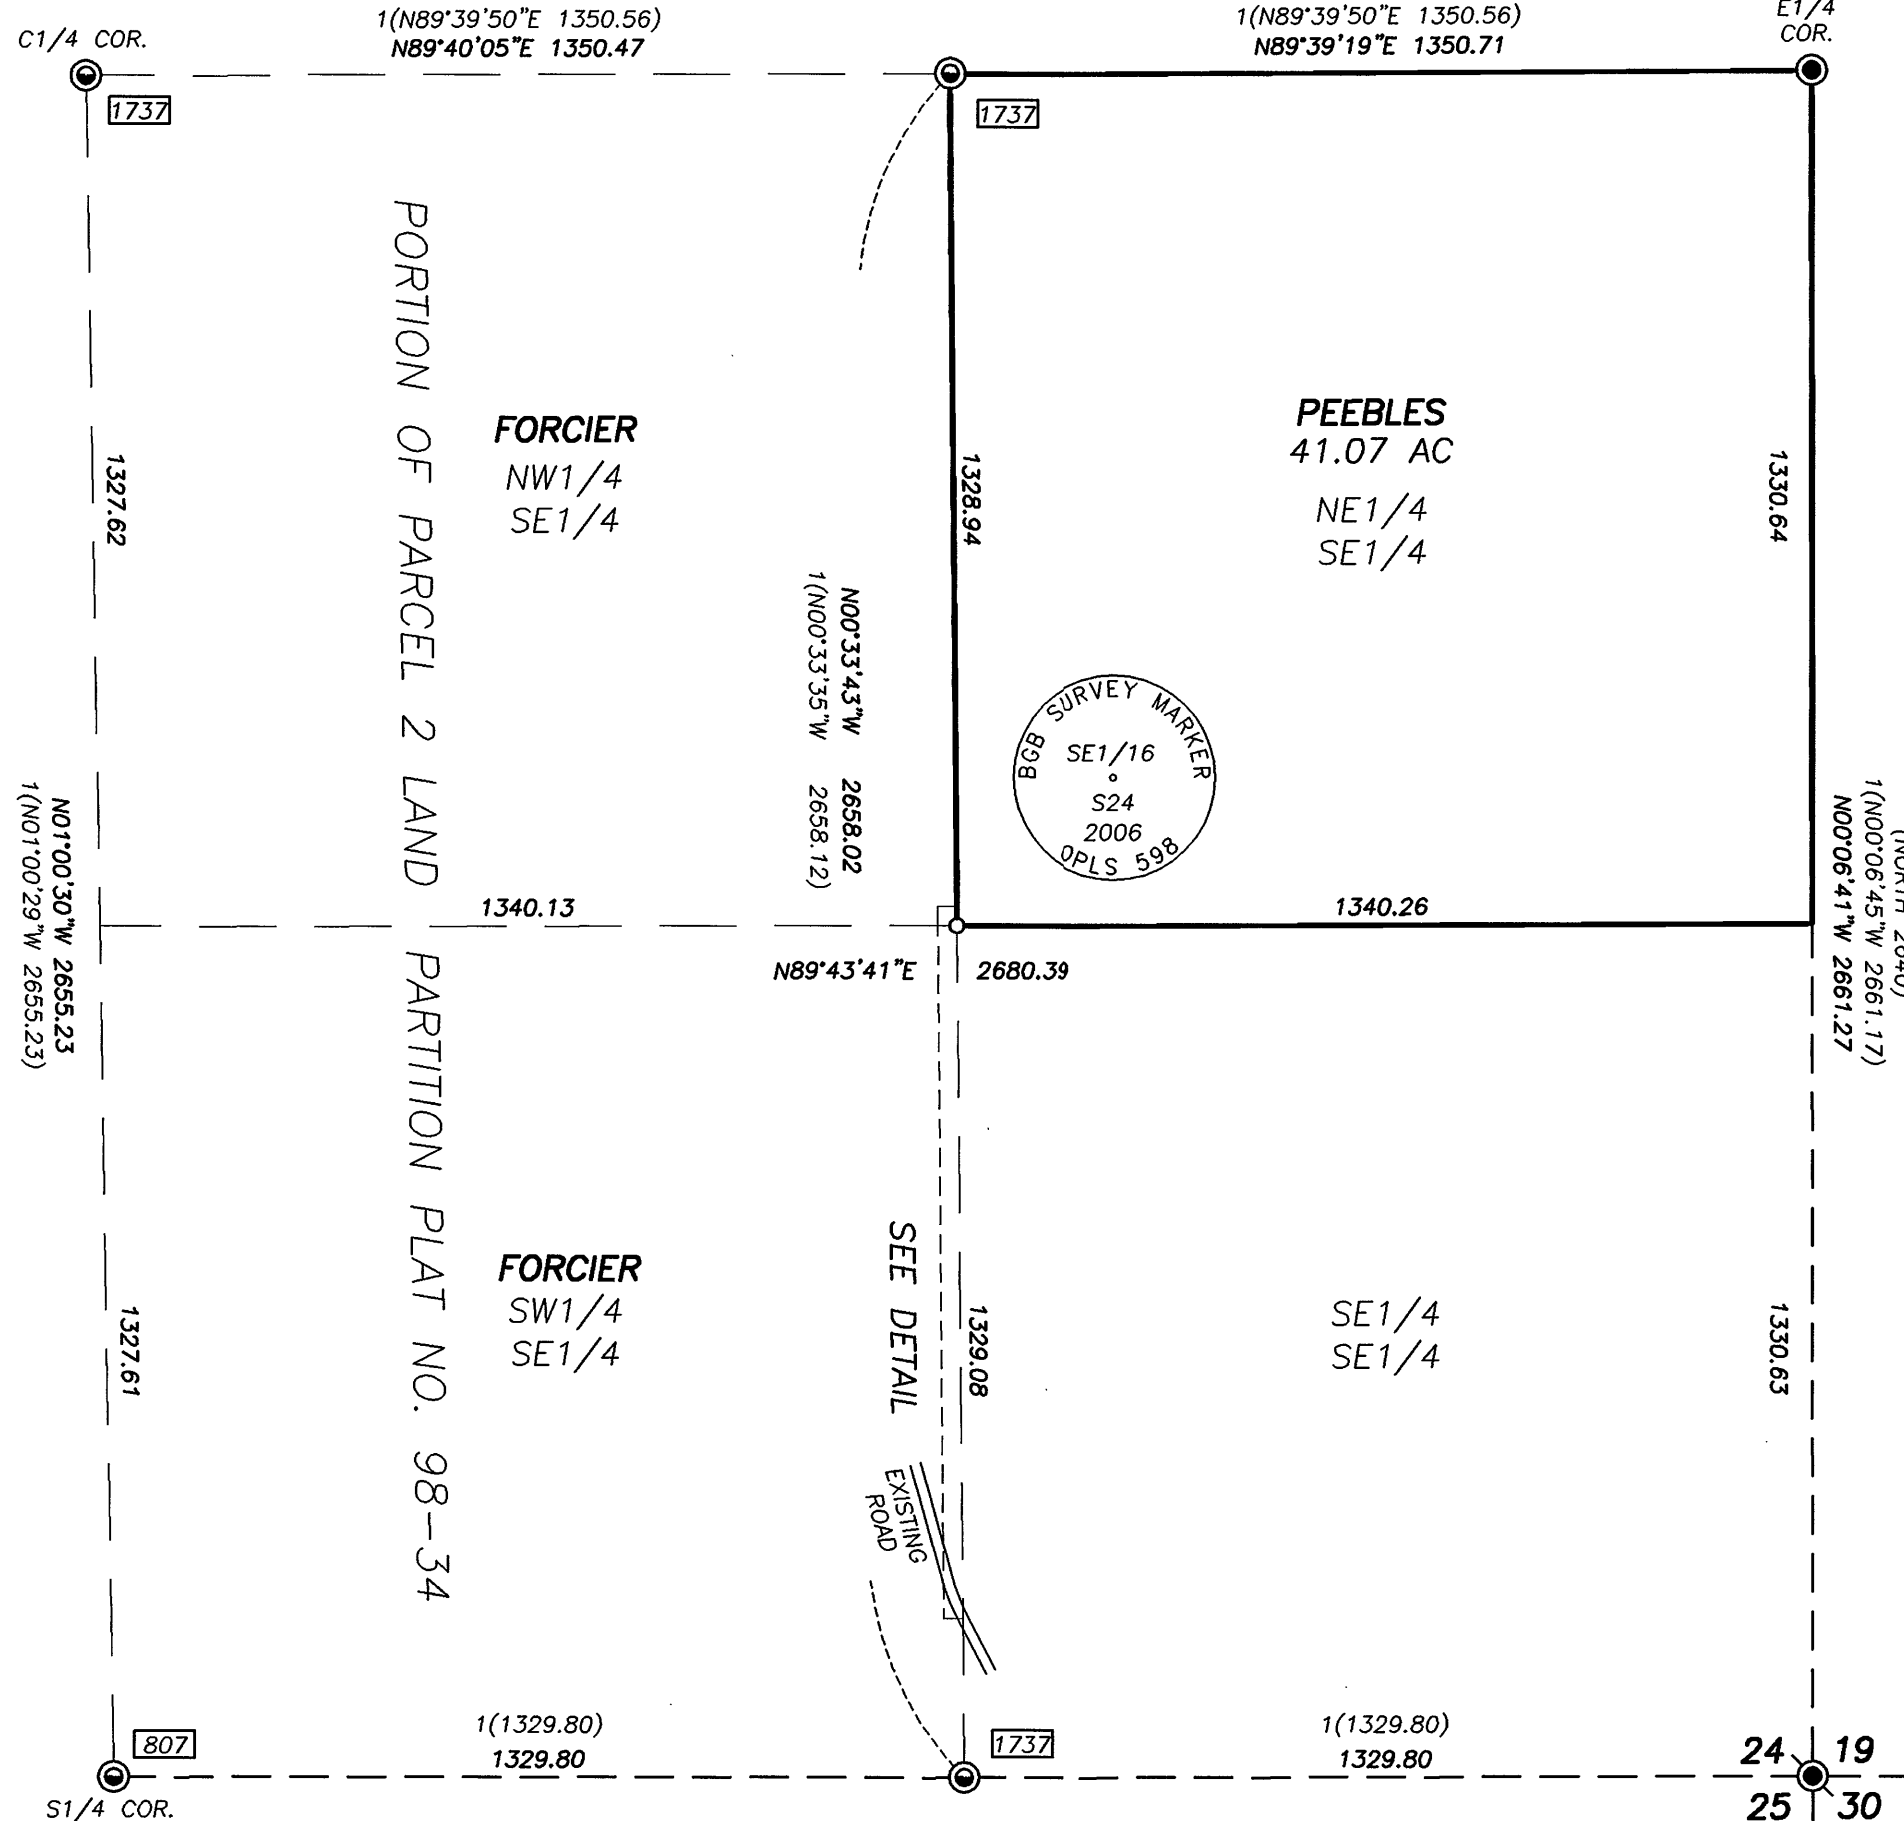 C1/4 COR.
1(N89°39'50"E 1350.56)
N89°40'05"E 1350.47
1(N89°39'50"E 1350.56)
N89°39'19"E 1350.71
E1/4
COR.
1737
1737
PORTION OF PARCEL 2 LAND PARTITION PLAT NO. 98-34
FORCIER
NW1/4
SE1/4
PEEBLES
41.07 AC
NE1/4
SE1/4
1327.62
1328.94
1330.64
N00°33'43"W 2658.02
1(N00°33'35"W 2658.12)
BGB SURVEY MARKER
SE1/16
S24
2006
OPLS 598
N01°00'30"W 2655.23
1(N01°00'29"W 2655.23)
(NORTH 2640)
1(N00°06'45"W 2661.17)
N00°06'41"W 2661.27
1340.13
1340.26
N89°43'41"E 2680.39
FORCIER
SW1/4
SE1/4
SE1/4
SE1/4
1327.61
SEE DETAIL
1329.08
1330.63
EXISTING
ROAD
807
1(1329.80)
1329.80
1737
1(1329.80)
1329.80
24 19
25 30
S1/4 COR.